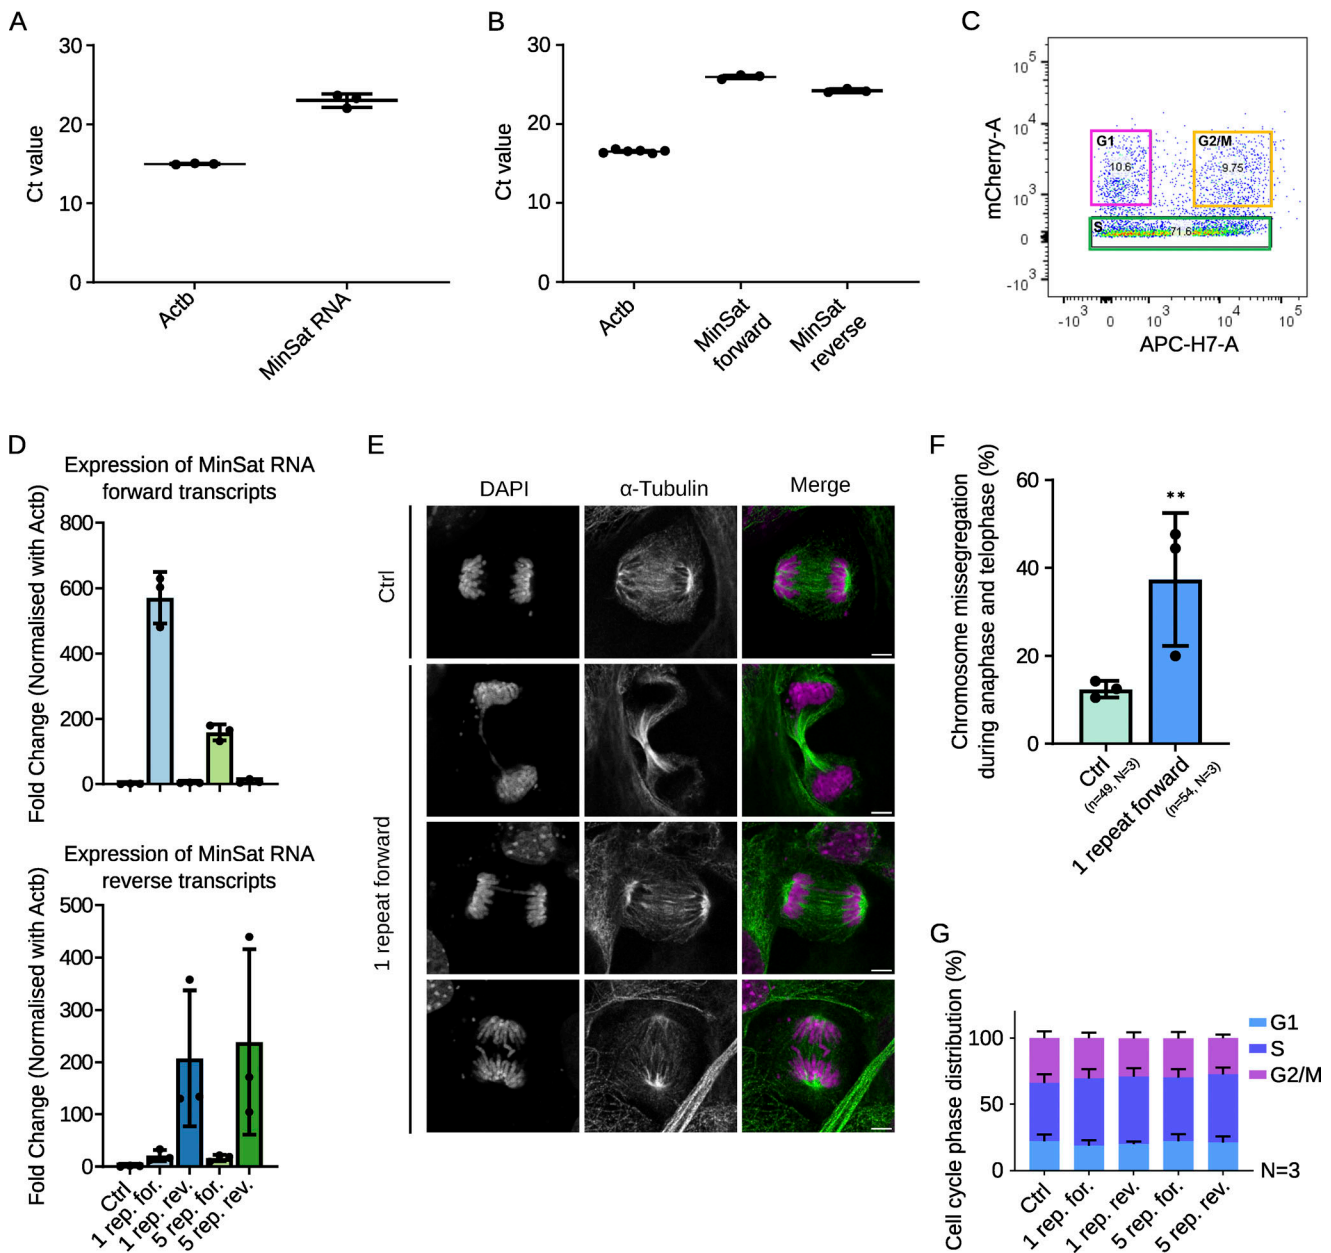 A
30
20
10
0
Ct value
Actb
MinSat RNA
B
30
20
10
0
Ct value
Actb
MinSat
forward
MinSat
reverse
C
10^5
10^4
10^3
0
-10^3
mCherry-A
G1
10.6
G2/M
9.75
S
71.6
-10^3
0
10^3
10^4
10^5
APC-H7-A
D
Expression of MinSat RNA
forward transcripts
800
600
400
200
0
Fold Change (Normalised with Actb)
Expression of MinSat RNA
reverse transcripts
500
400
300
200
100
0
Fold Change (Normalised with Actb)
Ctrl
1 rep. for.
1 rep. rev.
5 rep. for.
5 rep. rev.
E
DAPI
α-Tubulin
Merge
Ctrl
1 repeat forward
F
Chromosome missegregation
during anaphase and telophase (%)
60
40
20
0
**
Ctrl
(n=49, N=3)
1 repeat forward
(n=54, N=3)
G
Cell cycle phase distribution (%)
100
50
0
G1
S
G2/M
N=3
Ctrl
1 rep. for.
1 rep. rev.
5 rep. for.
5 rep. rev.